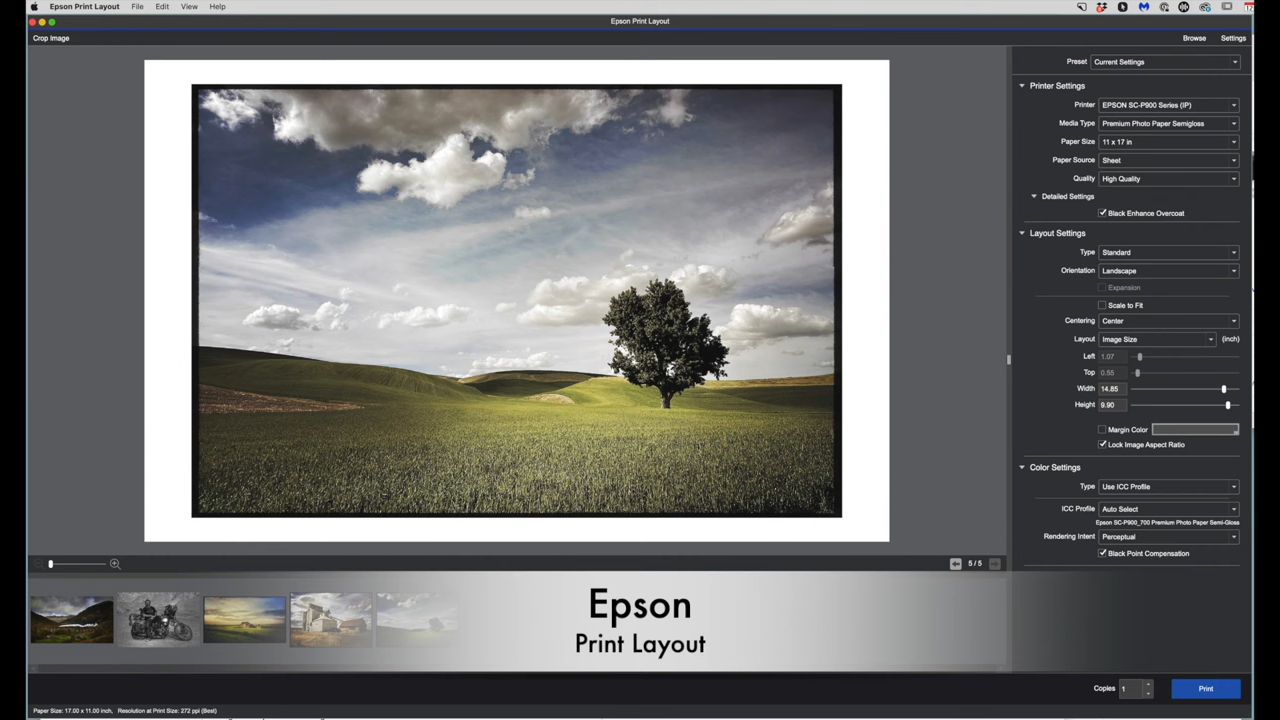 Epson Print Layout File Edit View Help
Epson Print Layout
Crop Image Browse Settings
Preset Current Settings
Printer Settings
Printer EPSON SC-P900 Series (IP)
Media Type Premium Photo Paper Semigloss
Paper Size 11 x 17 in
Paper Source Sheet
Quality High Quality
Detailed Settings
Black Enhance Overcoat
Layout Settings
Type Standard
Orientation Landscape
Expansion
Scale to Fit
Centering Center
Layout Image Size (inch)
Left 1.07
Top 0.55
Width 14.85
Height 9.90
Margin Color
Lock Image Aspect Ratio
Color Settings
Type Use ICC Profile
ICC Profile Auto Select
Epson SC-P900_700 Premium Photo Paper Semi-Gloss
Rendering Intent Perceptual
Black Point Compensation
5/5
Epson
Print Layout
Copies 1 Print
Paper Size: 17.00 x 11.00 inch, Resolution at Print Size: 272 ppi (Best)